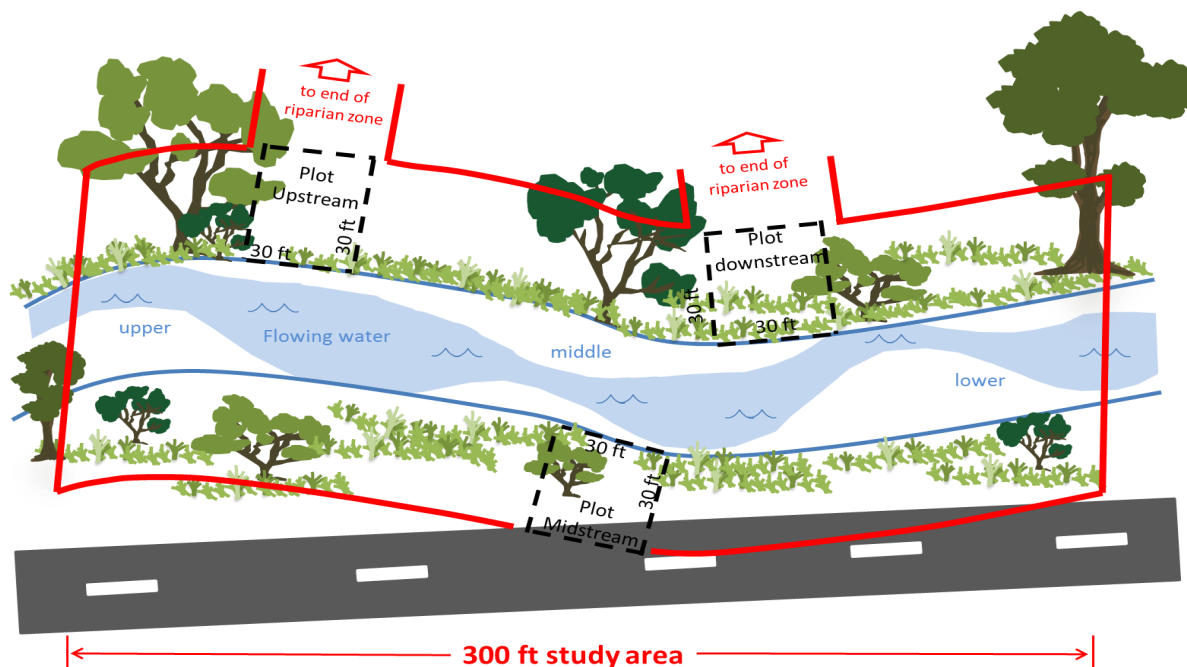 to end of
riparian zone
to end of
riparian zone
Plot
Upstream
30 ft
30 ft
Plot
downstream
30 ft
30 ft
upper
Flowing water
middle
lower
30 ft
30 ft
Plot
Midstream
300 ft study area